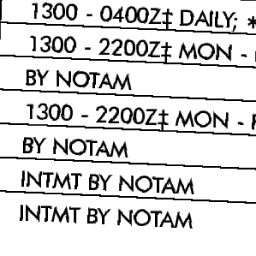 1300 - 0400Z‡ DAILY; *
1300 - 2200Z‡ MON -
BY NOTAM
1300 - 2200Z‡ MON - F
BY NOTAM
INTMT BY NOTAM
INTMT BY NOTAM